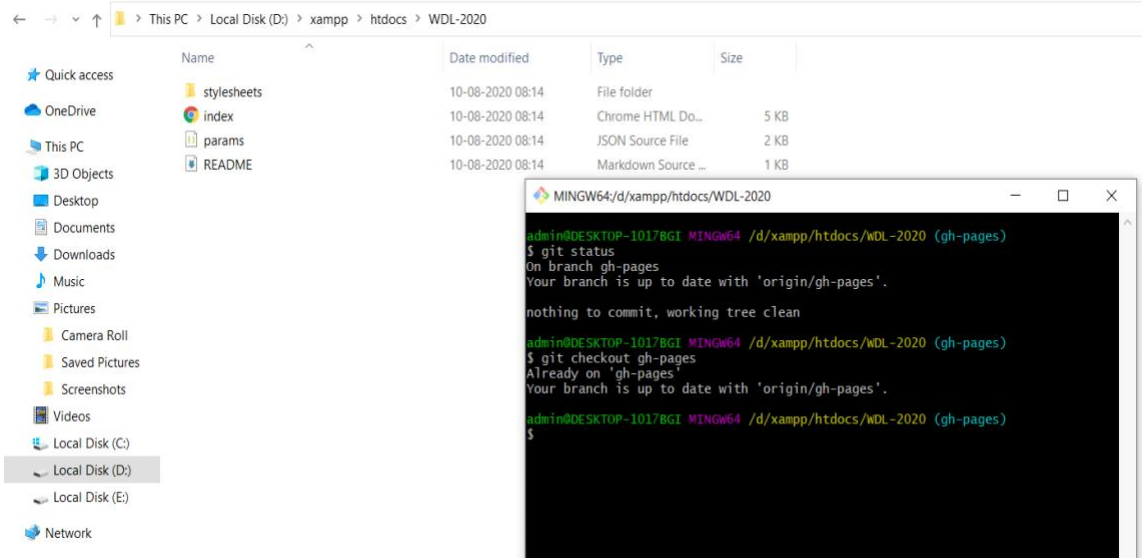 This PC > Local Disk (D:) > xampp > htdocs > WDL-2020
Name Date modified Type Size
Quick access
OneDrive
This PC
3D Objects
Desktop
Documents
Downloads
Music
Pictures
Camera Roll
Saved Pictures
Screenshots
Videos
Local Disk (C:)
Local Disk (D:)
Local Disk (E:)
Network
stylesheets 10-08-2020 08:14 File folder
index 10-08-2020 08:14 Chrome HTML Do... 5 KB
params 10-08-2020 08:14 JSON Source File 2 KB
README 10-08-2020 08:14 Markdown Source ... 1 KB
MINGW64:/d/xampp/htdocs/WDL-2020
admin@DESKTOP-1017BGI MINGW64 /d/xampp/htdocs/WDL-2020 (gh-pages)
$ git status
On branch gh-pages
Your branch is up to date with 'origin/gh-pages'.
nothing to commit, working tree clean
admin@DESKTOP-1017BGI MINGW64 /d/xampp/htdocs/WDL-2020 (gh-pages)
$ git checkout gh-pages
Already on 'gh-pages'
Your branch is up to date with 'origin/gh-pages'.
admin@DESKTOP-1017BGI MINGW64 /d/xampp/htdocs/WDL-2020 (gh-pages)
$